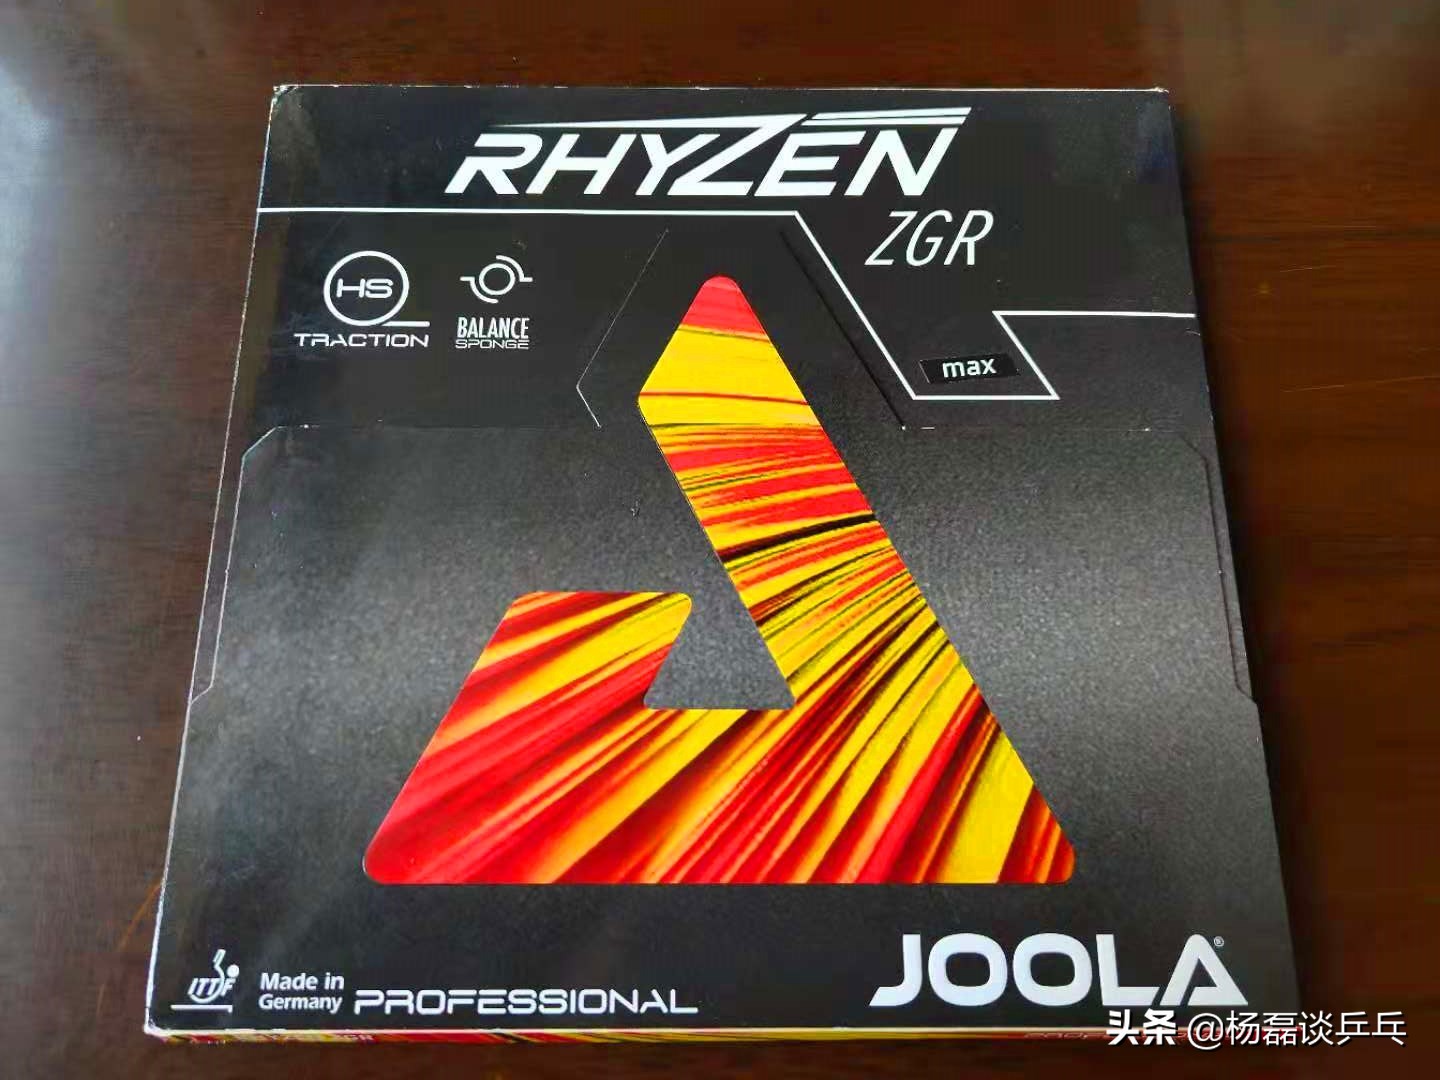 RHYZEN
ZGR
HS
TRACTION
BALANCE
SPONGE
max
JOOLA®
ITTF
Made in
Germany
PROFESSIONAL
头条 @杨磊谈乒乓